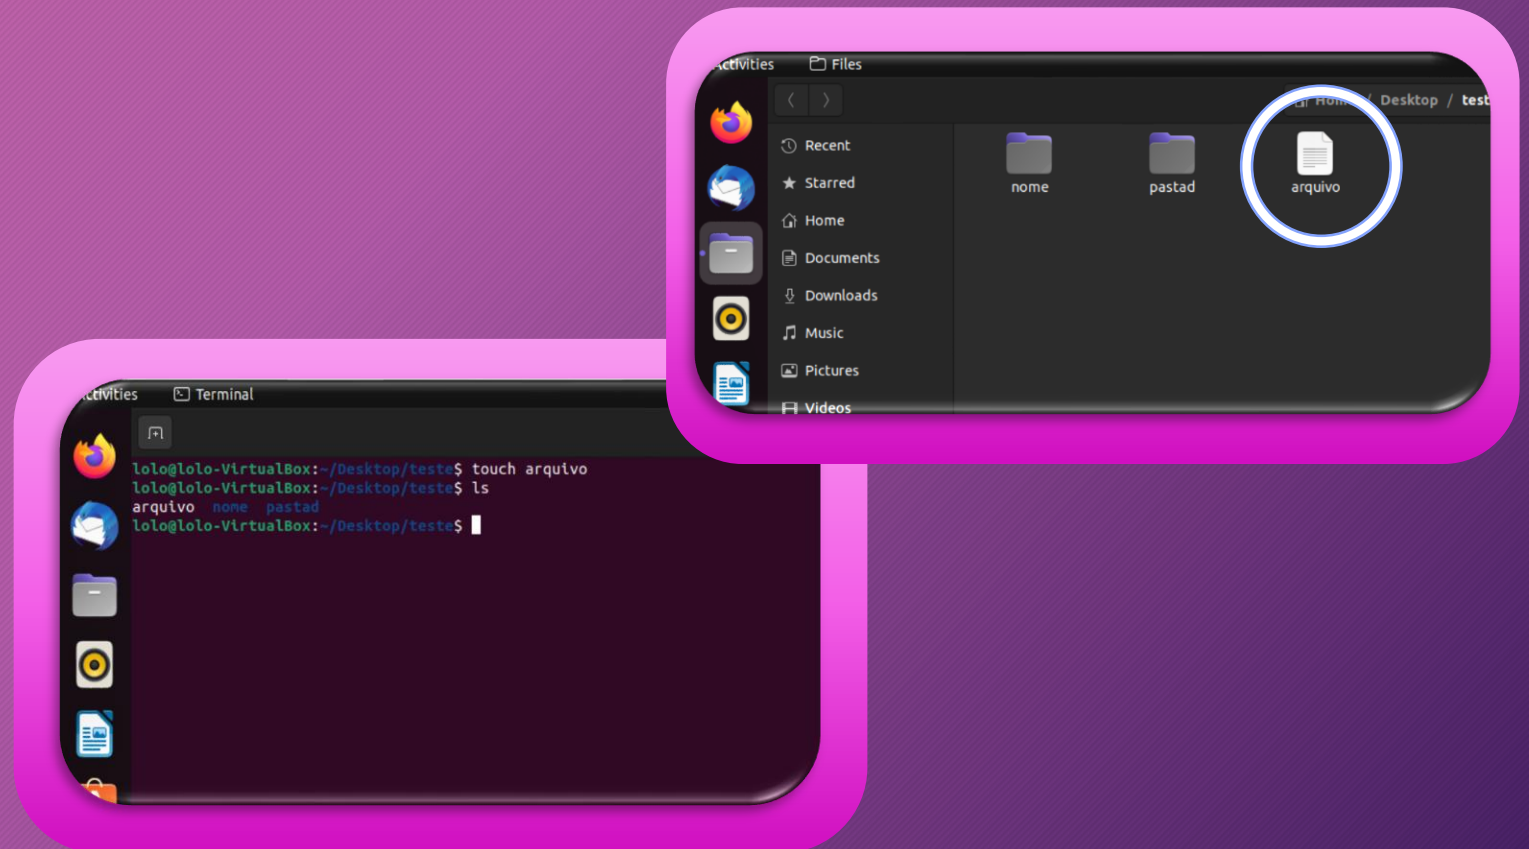 Activities Files
Home / Desktop / test
Recent
Starred
Home
Documents
Downloads
Music
Pictures
Videos
nome pastad arquivo
Terminal
lolo@lolo-VirtualBox:~/Desktop/teste$ touch arquivo
lolo@lolo-VirtualBox:~/Desktop/teste$ ls
arquivo nome pastad
lolo@lolo-VirtualBox:~/Desktop/teste$